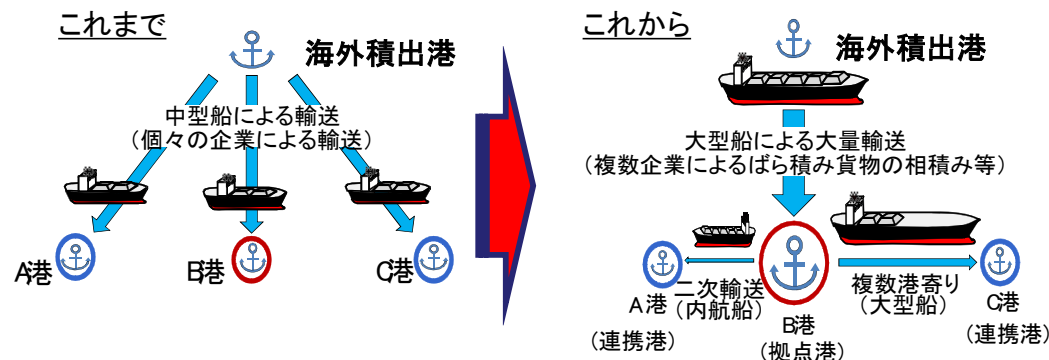 これまで
海外積出港
中型船による輸送
(個々の企業による輸送)
A港
B港
C港
これから
海外積出港
大型船による大量輸送
(複数企業によるばら積み貨物の相積み等)
A港
(連携港)
二次輸送
(内航船)
B港
(拠点港)
複数港寄り
(大型船)
C港
(連携港)